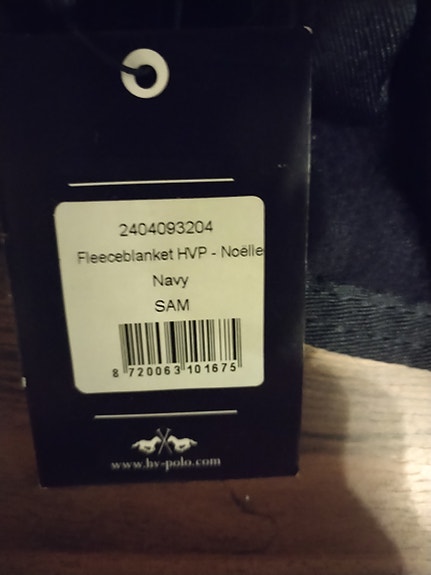 2404093204
Fleeceblanket HVP - Noëlle
Navy
SAM
8 720063 101675
www.hv-polo.com